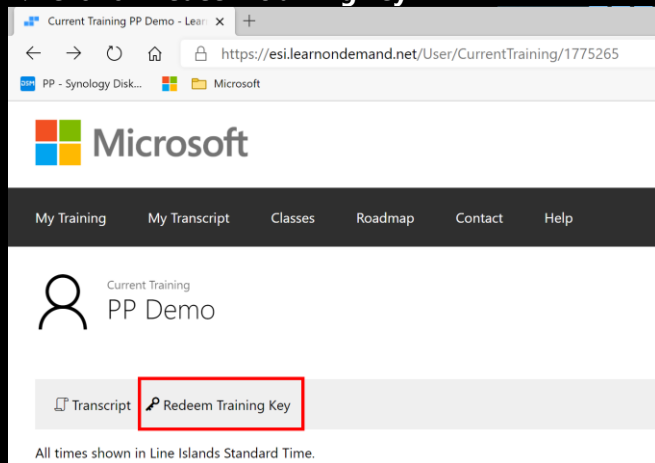 Current Training PP Demo - Lear
https://esi.learnondemand.net/User/CurrentTraining/1775265
DSM PP - Synology Disk... Microsoft
Microsoft
My Training My Transcript Classes Roadmap Contact Help
Current Training
PP Demo
Transcript Redeem Training Key
All times shown in Line Islands Standard Time.